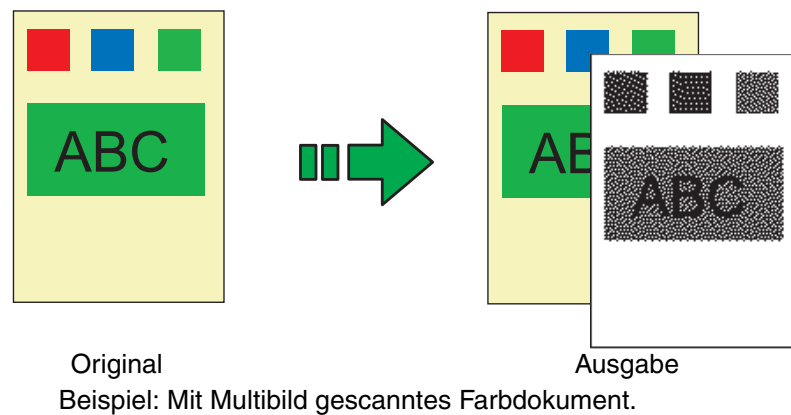 ABC
AB
ABC
Original
Ausgabe
Beispiel: Mit Multibild gescanntes Farbdokument.